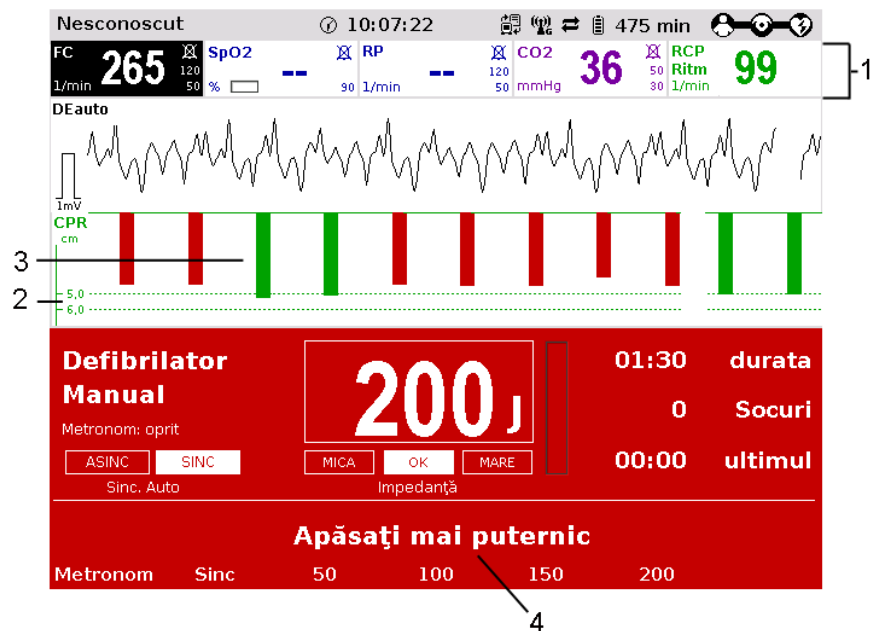 Nesconoscut 10:07:22 475 min
FC 265 120 50 1/min
SpO2 -- 90 %
RP -- 120 50 1/min
CO2 36 50 30 mmHg
RCP Ritm 99 1/min
1
DEauto
1mV
CPR
cm
3
2
5,0
6,0
Defibrilator
Manual
Metronom: oprit
ASINC SINC
Sinc. Auto
200 J
MICA OK MARE
Impedanţă
01:30 durata
0 Socuri
00:00 ultimul
Apăsaţi mai puternic
Metronom Sinc 50 100 150 200
4